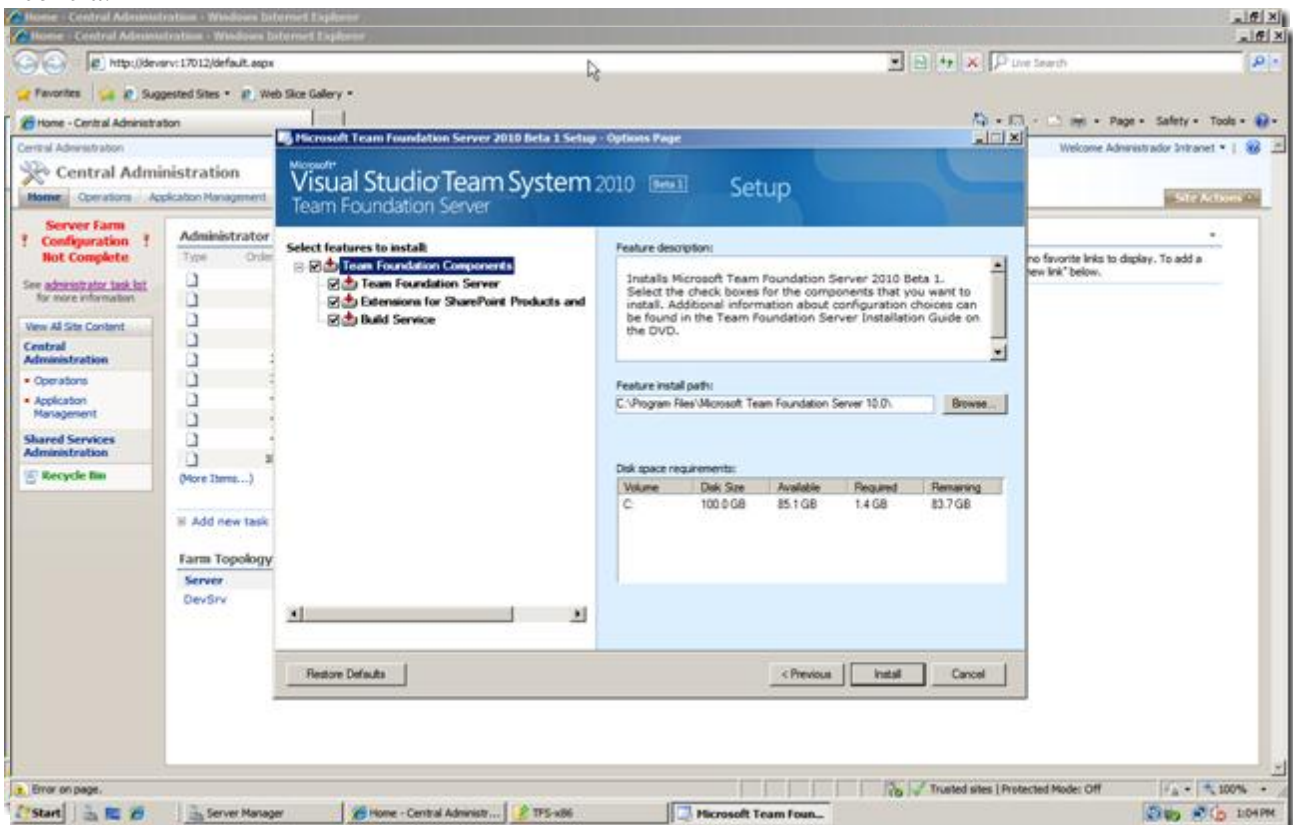 Home - Central Administration - Windows Internet Explorer
Home - Central Administration - Windows Internet Explorer
http://devsrv:17012/default.aspx
Live Search
Favorites
Suggested Sites
Web Slice Gallery
Home - Central Administration
Page
Safety
Tools
Central Administration
Welcome Administrador Intranet
Central Administration
Home
Operations
Application Management
Site Actions
Server Farm
! Configuration !
Not Complete
See administrator task list
for more information
View All Site Content
Central
Administration
Operations
Application
Management
Shared Services
Administration
Recycle Bin
Administrator
Type
Order
(More Items...)
Add new task
Farm Topology
Server
DevSrv
no favorite links to display. To add a
new link" below.
Microsoft Team Foundation Server 2010 Beta 1 Setup - Options Page
Microsoft
Visual Studio Team System 2010 Beta 1
Team Foundation Server
Setup
Select features to install:
Team Foundation Components
Team Foundation Server
Extensions for SharePoint Products and
Build Service
Feature description:
Installs Microsoft Team Foundation Server 2010 Beta 1.
Select the check boxes for the components that you want to
install. Additional information about configuration choices can
be found in the Team Foundation Server Installation Guide on
the DVD.
Feature install path:
C:\Program Files\Microsoft Team Foundation Server 10.0\
Browse...
Disk space requirements:
Volume Disk Size Available Required Remaining
C: 100.0 GB 85.1 GB 1.4 GB 83.7 GB
Restore Defaults
< Previous
Install
Cancel
Error on page.
Trusted sites | Protected Mode: Off
100%
Start
Server Manager
Home - Central Administr...
TFS-x86
Microsoft Team Foun...
1:04 PM